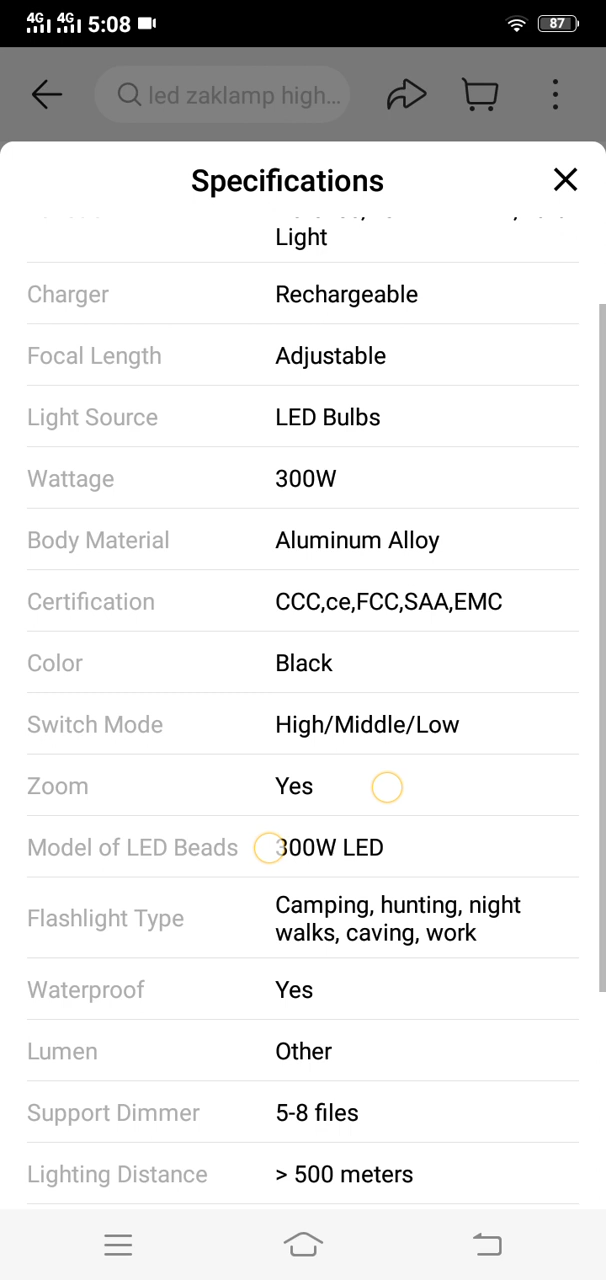 4G 4G 5:08 87
led zaklamp high...
Specifications
Light
Charger Rechargeable
Focal Length Adjustable
Light Source LED Bulbs
Wattage 300W
Body Material Aluminum Alloy
Certification CCC,ce,FCC,SAA,EMC
Color Black
Switch Mode High/Middle/Low
Zoom Yes
Model of LED Beads 300W LED
Flashlight Type Camping, hunting, night
walks, caving, work
Waterproof Yes
Lumen Other
Support Dimmer 5-8 files
Lighting Distance > 500 meters